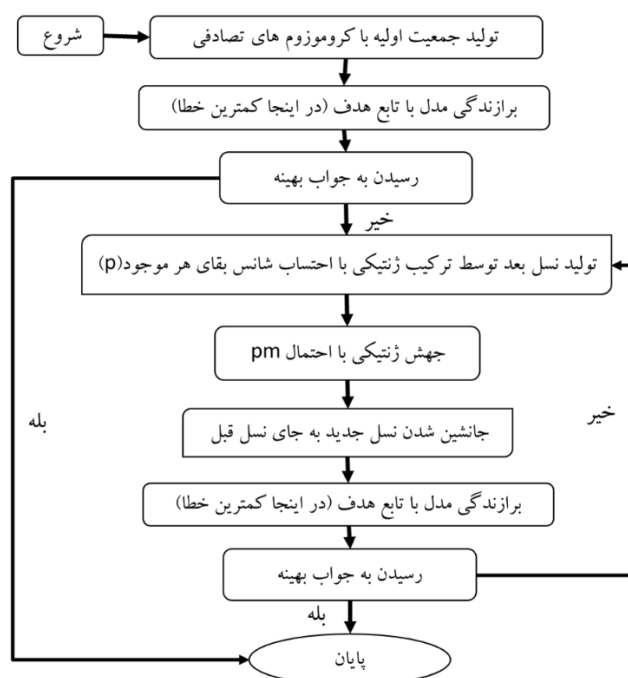 شروع
تولید جمعیت اولیه با کروموزوم های تصادفی
برازندگی مدل با تابع هدف (در اینجا کمترین خطا)
رسیدن به جواب بهینه
خیر
تولید نسل بعد توسط ترکیب ژنتیکی با احتساب شانس بقای هر موجود(p)
جهش ژنتیکی با احتمال pm
بله
خیر
جانشین شدن نسل جدید به جای نسل قبل
برازندگی مدل با تابع هدف (در اینجا کمترین خطا)
رسیدن به جواب بهینه
بله
پایان